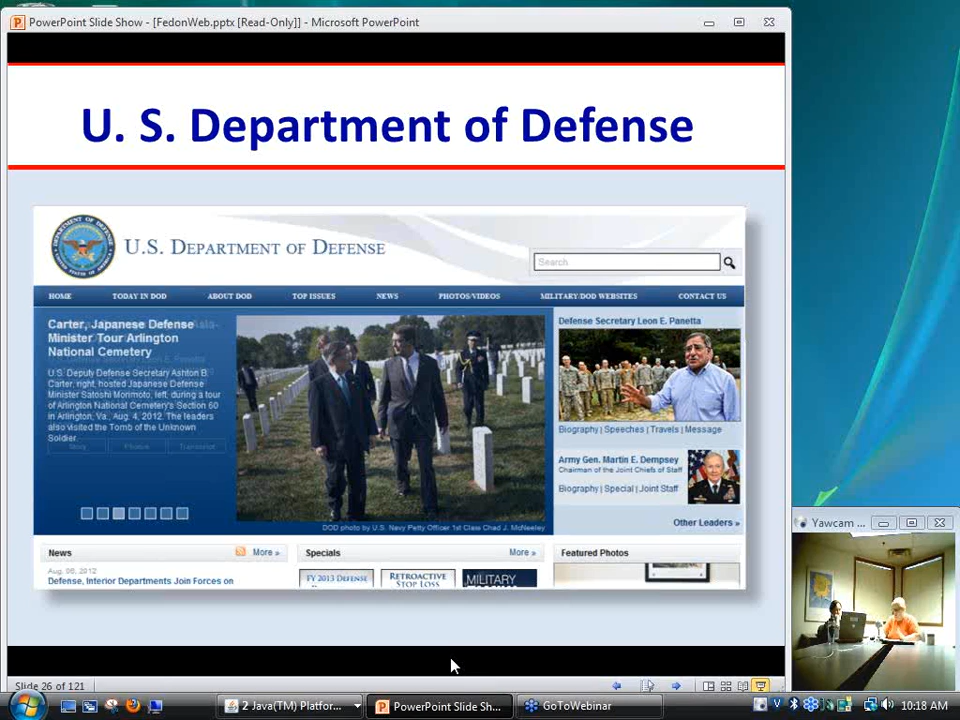 PowerPoint Slide Show - [FedonWeb.pptx [Read-Only]] - Microsoft PowerPoint
U. S. Department of Defense
U.S. DEPARTMENT OF DEFENSE
Search
HOME TODAY IN DOD ABOUT DOD TOP ISSUES NEWS PHOTOS/VIDEOS MILITARY/DOD WEBSITES CONTACT US
Carter, Japanese Defense
Minister Tour Arlington
National Cemetery
U.S. Deputy Defense Secretary Ashton B.
Carter, right, hosted Japanese Defense
Minister Satoshi Morimoto, left, during a tour
of Arlington National Cemetery's Section 60
in Arlington, Va., Aug. 4, 2012. The leaders
also visited the Tomb of the Unknown
Soldier.
Story Photos Transcript
DOD photo by U.S. Navy Petty Officer 1st Class Chad J. McNeeley
Defense Secretary Leon E. Panetta
Biography | Speeches | Travels | Message
Army Gen. Martin E. Dempsey
Chairman of the Joint Chiefs of Staff
Biography | Special | Joint Staff
Other Leaders »
News More »
Aug. 06, 2012
Defense, Interior Departments Join Forces on
Specials More »
FY 2013 DEFENSE
RETROACTIVE
STOP LOSS
MILITARY
Featured Photos
Yawcam ...
Slide 26 of 121
2 Java(TM) Platfor...
PowerPoint Slide Sh...
GoToWebinar
10:18 AM